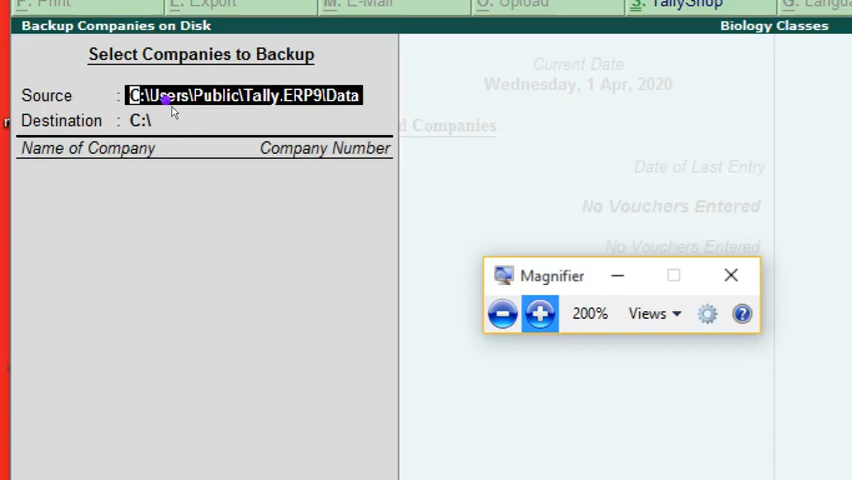 P: Print E: Export M: E-Mail O: Upload S: TallyShop G: Langua
Backup Companies on Disk Biology Classes
Select Companies to Backup
Current Date
Wednesday, 1 Apr, 2020
Source : C:\Users\Public\Tally.ERP9\Data
Destination : C:\
d Companies
Name of Company Company Number
Date of Last Entry
No Vouchers Entered
No Vouchers Entered
Magnifier
200% Views